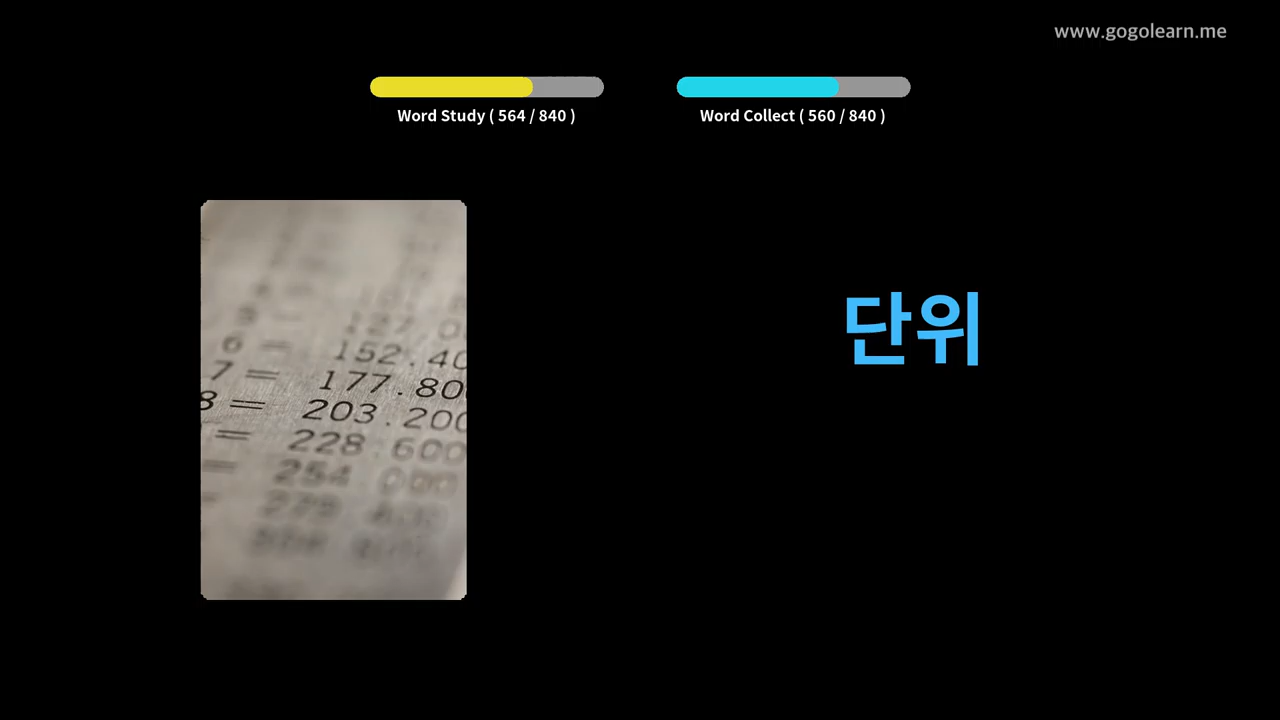 www.gogolearn.me
Word Study ( 564 / 840 )
Word Collect ( 560 / 840 )
단위
6 = 152.40
7 = 177.80
8 = 203.200
= 228.600
= 254.000